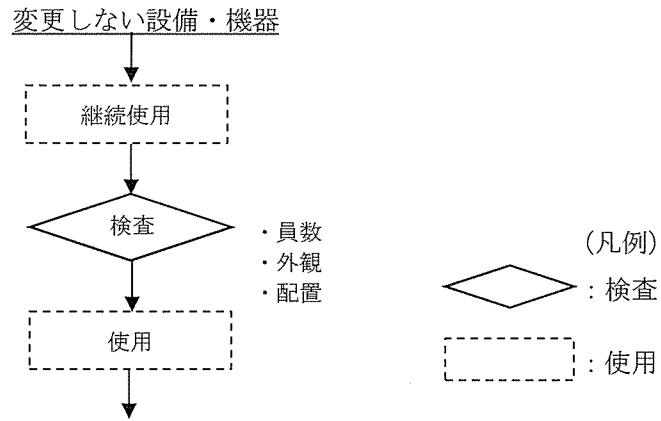 変更しない設備・機器
継続使用
検査
・員数
・外観
・配置
使用
(凡例)
：検査
：使用